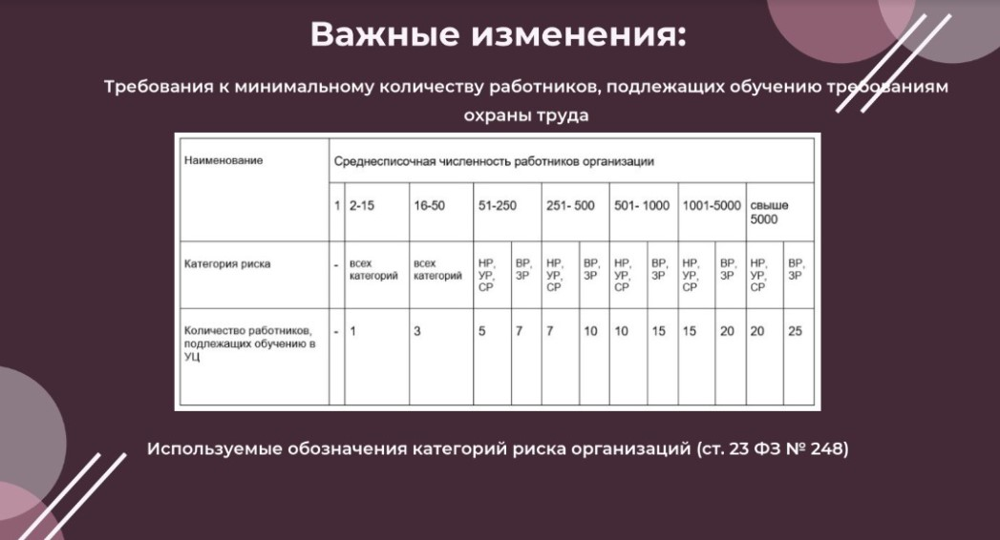 Важные изменения:
Требования к минимальному количеству работников, подлежащих обучению требованиям
охраны труда
Наименование
Среднесписочная численность работников организации
1 2-15 16-50 51-250 251- 500 501- 1000 1001-5000 свыше
5000
Категория риска - всех всех НР, ВР, НР, ВР, НР, ВР, НР, ВР, НР, ВР,
категорий категорий УР, ЗР УР, ЗР УР, ЗР УР, ЗР УР, ЗР
СР СР СР СР СР
Количество работников, - 1 3 5 7 7 10 10 15 15 20 20 25
подлежащих обучению в
УЦ
Используемые обозначения категорий риска организаций (ст. 23 ФЗ № 248)